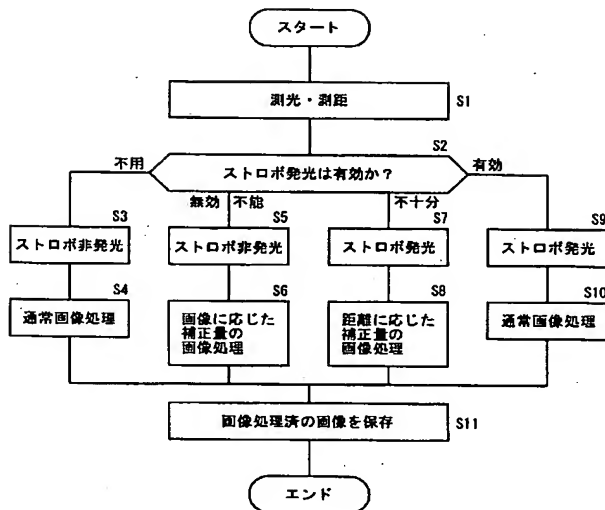 スタート
測光・測距
S1
S2
ストロボ発光は有効か?
不用
無効 不能
不十分
有効
S3
ストロボ非発光
S5
ストロボ非発光
S7
ストロボ発光
S9
ストロボ発光
S4
通常画像処理
S6
画像に応じた
補正量の
画像処理
S8
距離に応じた
補正量の
画像処理
S10
通常画像処理
画像処理済の画像を保存
S11
エンド